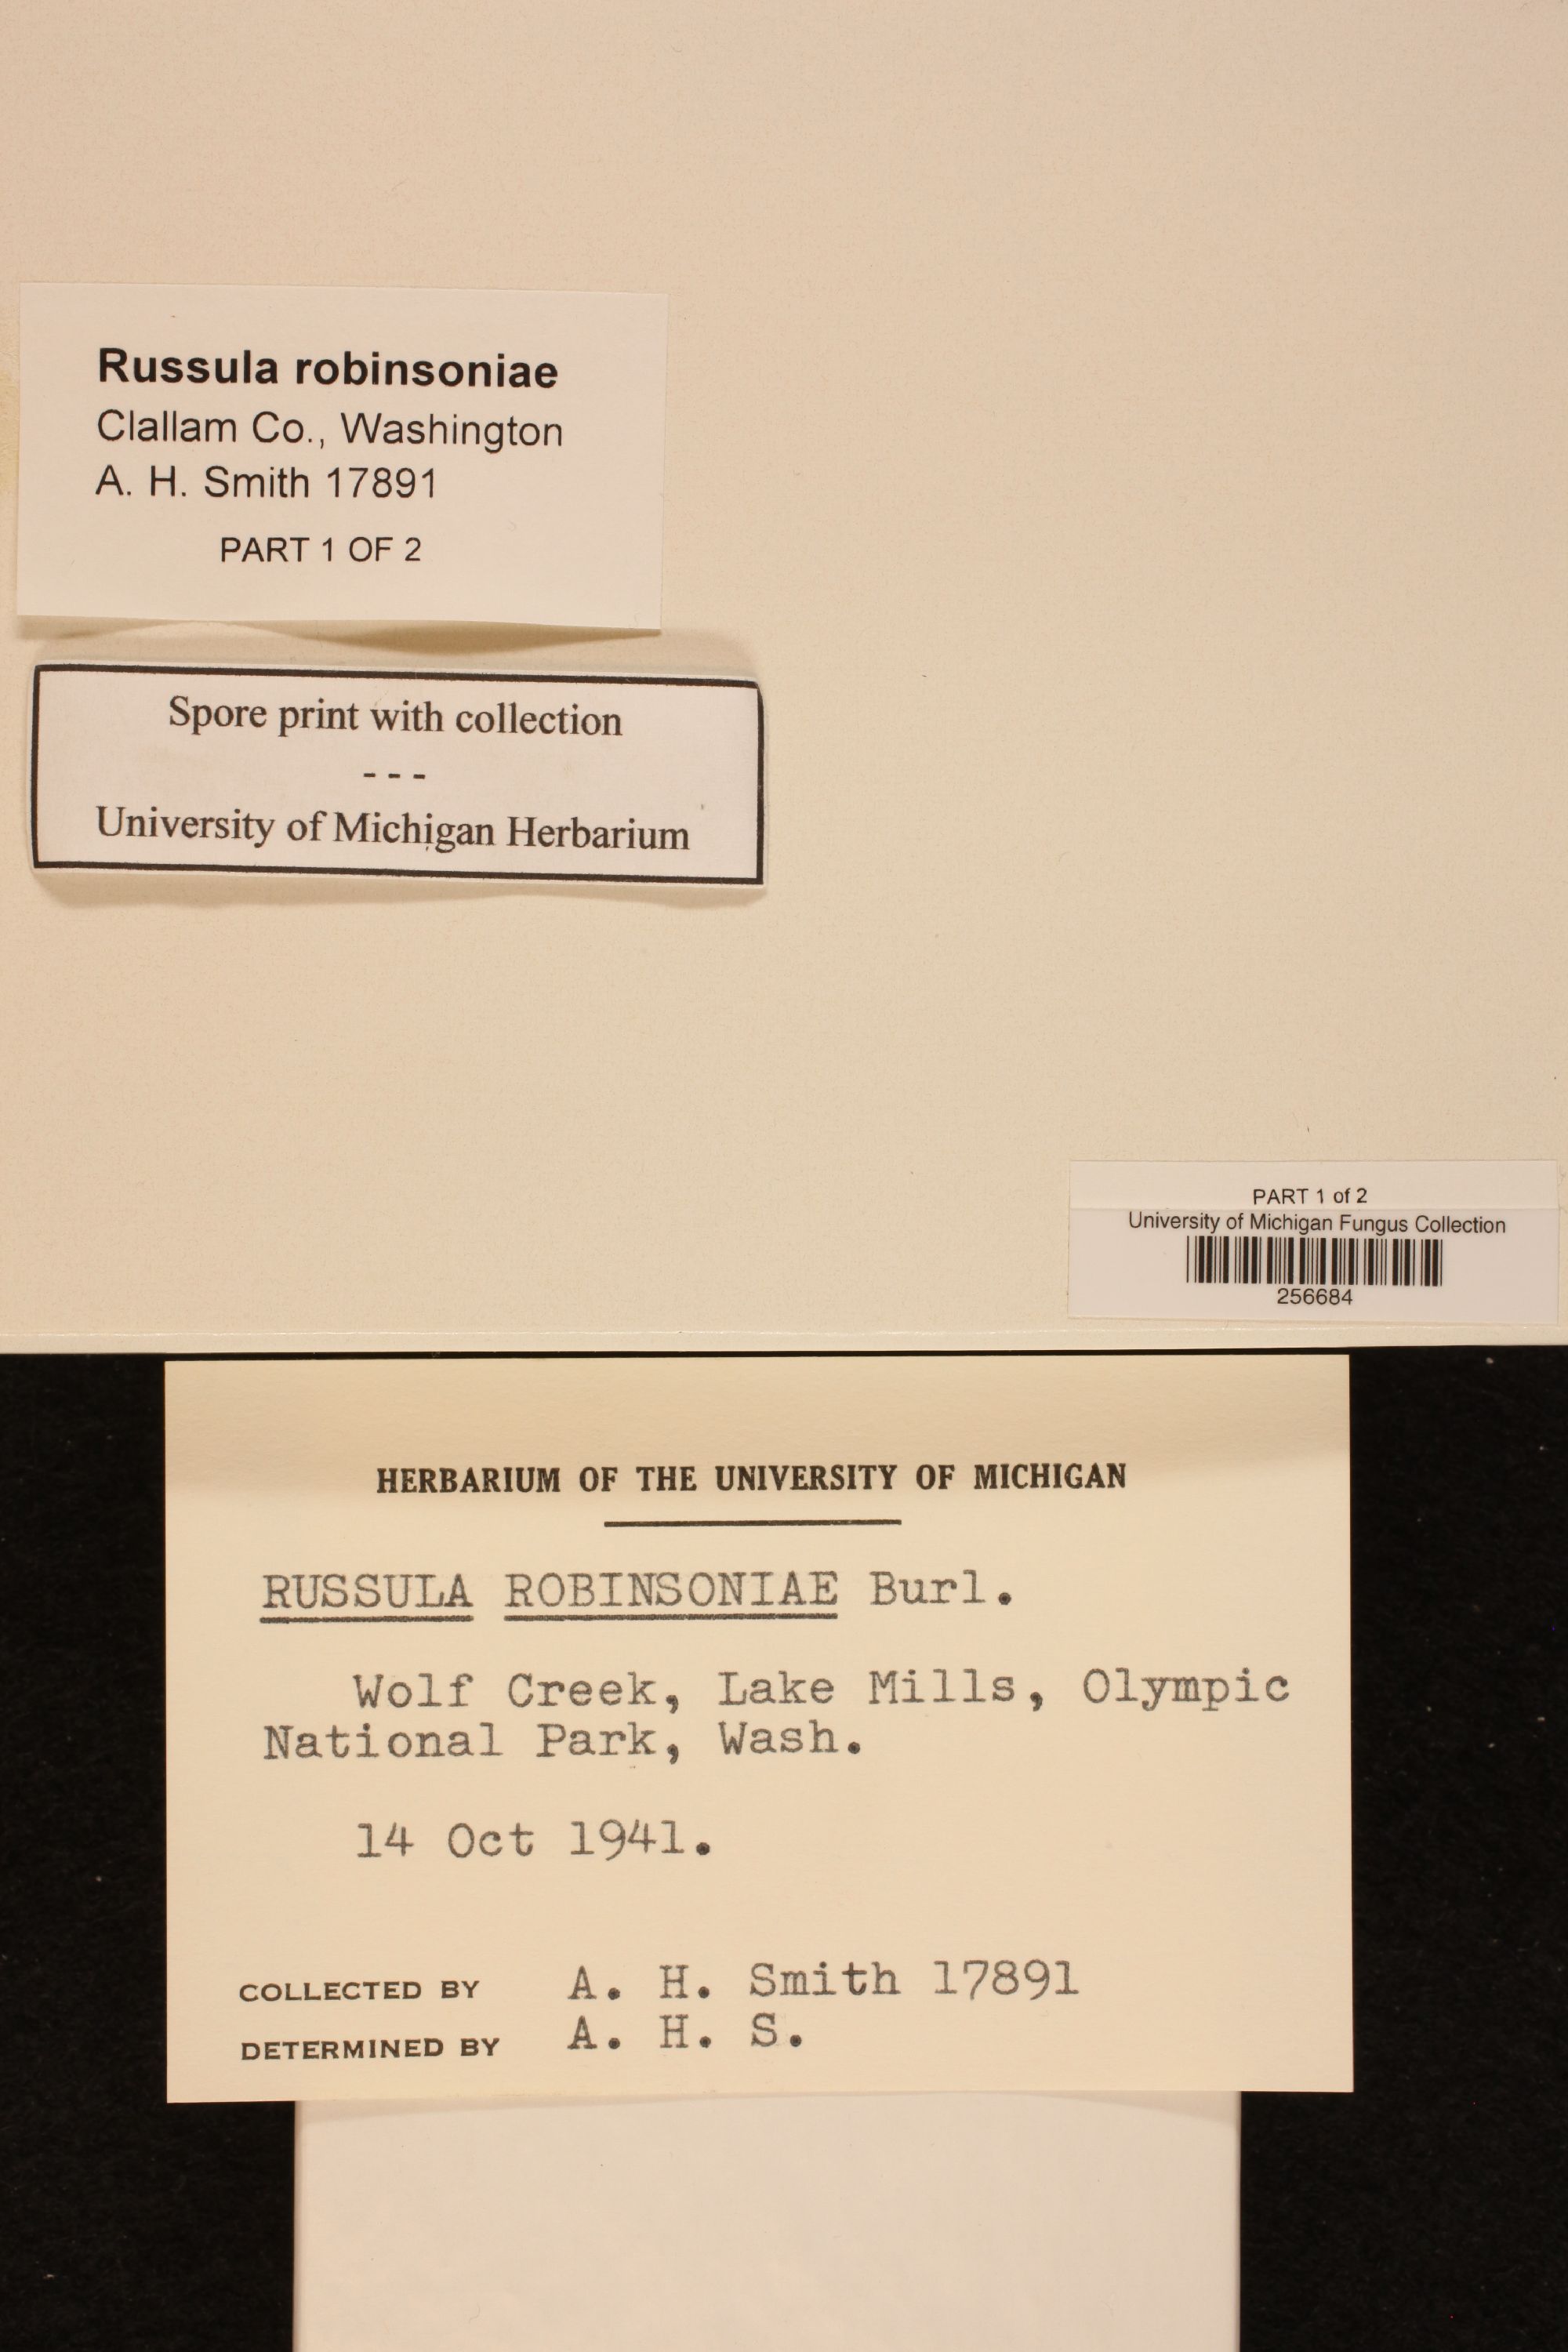 Russula robinsoniae
Clallam Co., Washington
A. H. Smith 17891
PART 1 OF 2
Spore print with collection
- - -
University of Michigan Herbarium
PART 1 of 2
University of Michigan Fungus Collection
256684
HERBARIUM OF THE UNIVERSITY OF MICHIGAN
RUSSULA ROBINSONIAE Burl.
Wolf Creek, Lake Mills, Olympic
National Park, Wash.
14 Oct 1941.
COLLECTED BY A. H. Smith 17891
DETERMINED BY A. H. S.